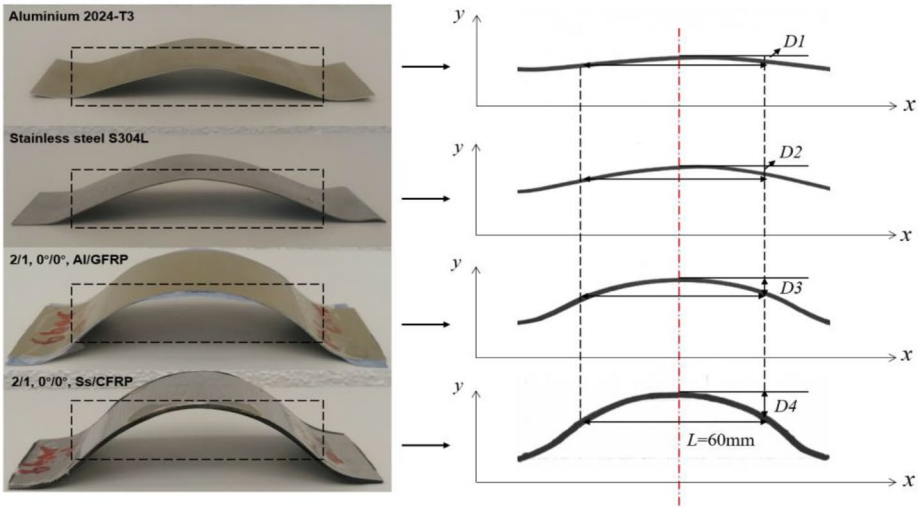 Aluminium 2024-T3
y
D1
x
Stainless steel S304L
y
D2
x
2/1, 0°/0°, Al/GFRP
y
D3
x
2/1, 0°/0°, Ss/CFRP
y
D4
L=60mm
x